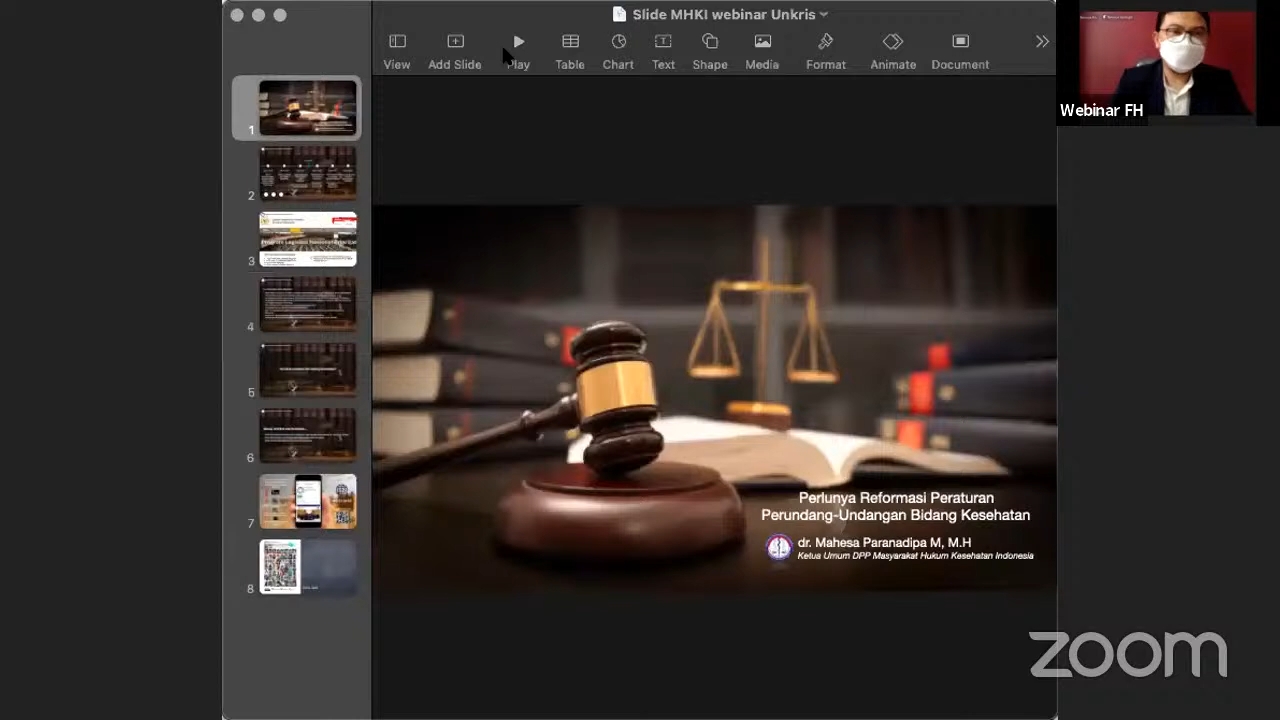 Slide MHKI webinar Unkris
View
Add Slide
Play
Table
Chart
Text
Shape
Media
Format
Animate
Document
Webinar FH
1
2
3
4
5
6
7
8
Perlunya Reformasi Peraturan
Perundang-Undangan Bidang Kesehatan
dr. Mahesa Paranadipa M, M.H
Ketua Umum DPP Masyarakat Hukum Kesehatan Indonesia
zoom